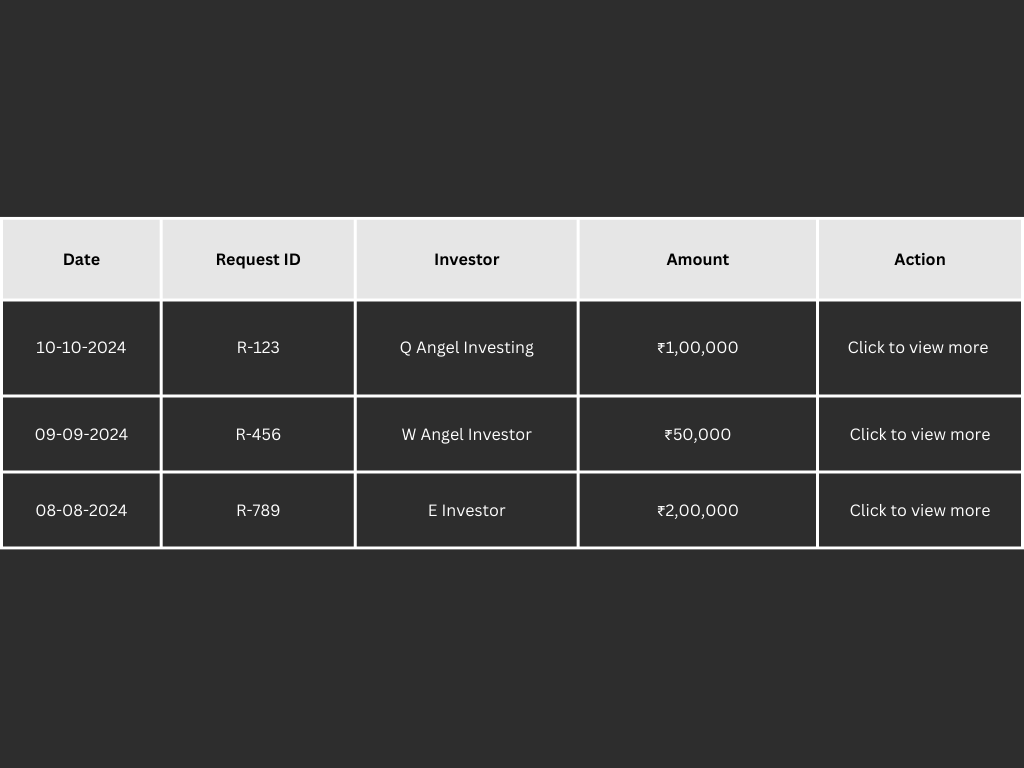 Date Request ID Investor Amount Action
10-10-2024 R-123 Q Angel Investing ₹1,00,000 Click to view more
09-09-2024 R-456 W Angel Investor ₹50,000 Click to view more
08-08-2024 R-789 E Investor ₹2,00,000 Click to view more